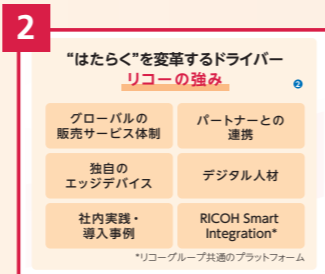 2
“はたらく”を変革するドライバー
リコーの強み
❷
グローバルの
販売サービス体制
パートナーとの
連携
独自の
エッジデバイス
デジタル人材
社内実践・
導入事例
RICOH Smart
Integration*
*リコーグループ共通のプラットフォーム